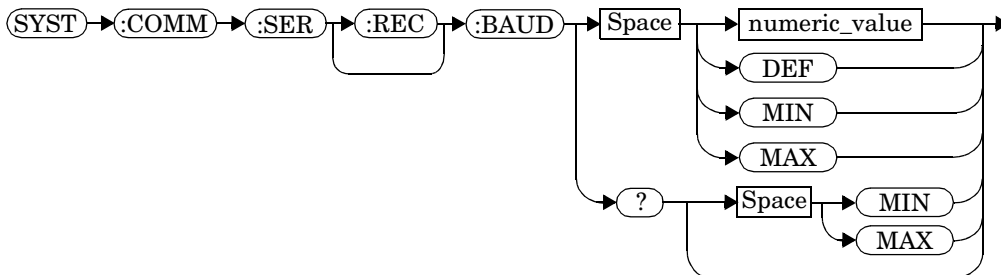 SYST :COMM :SER :REC :BAUD Space numeric_value
DEF
MIN
MAX
? Space MIN
MAX